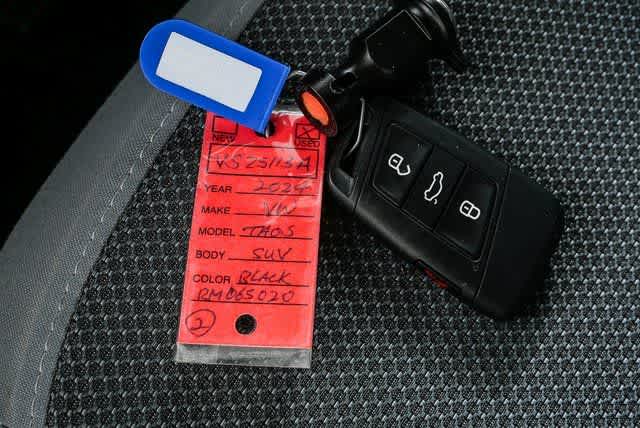 NEW USED
VS25113A
YEAR 2024
MAKE VW
MODEL TAOS
BODY SUV
COLOR BLACK
RM065020
2